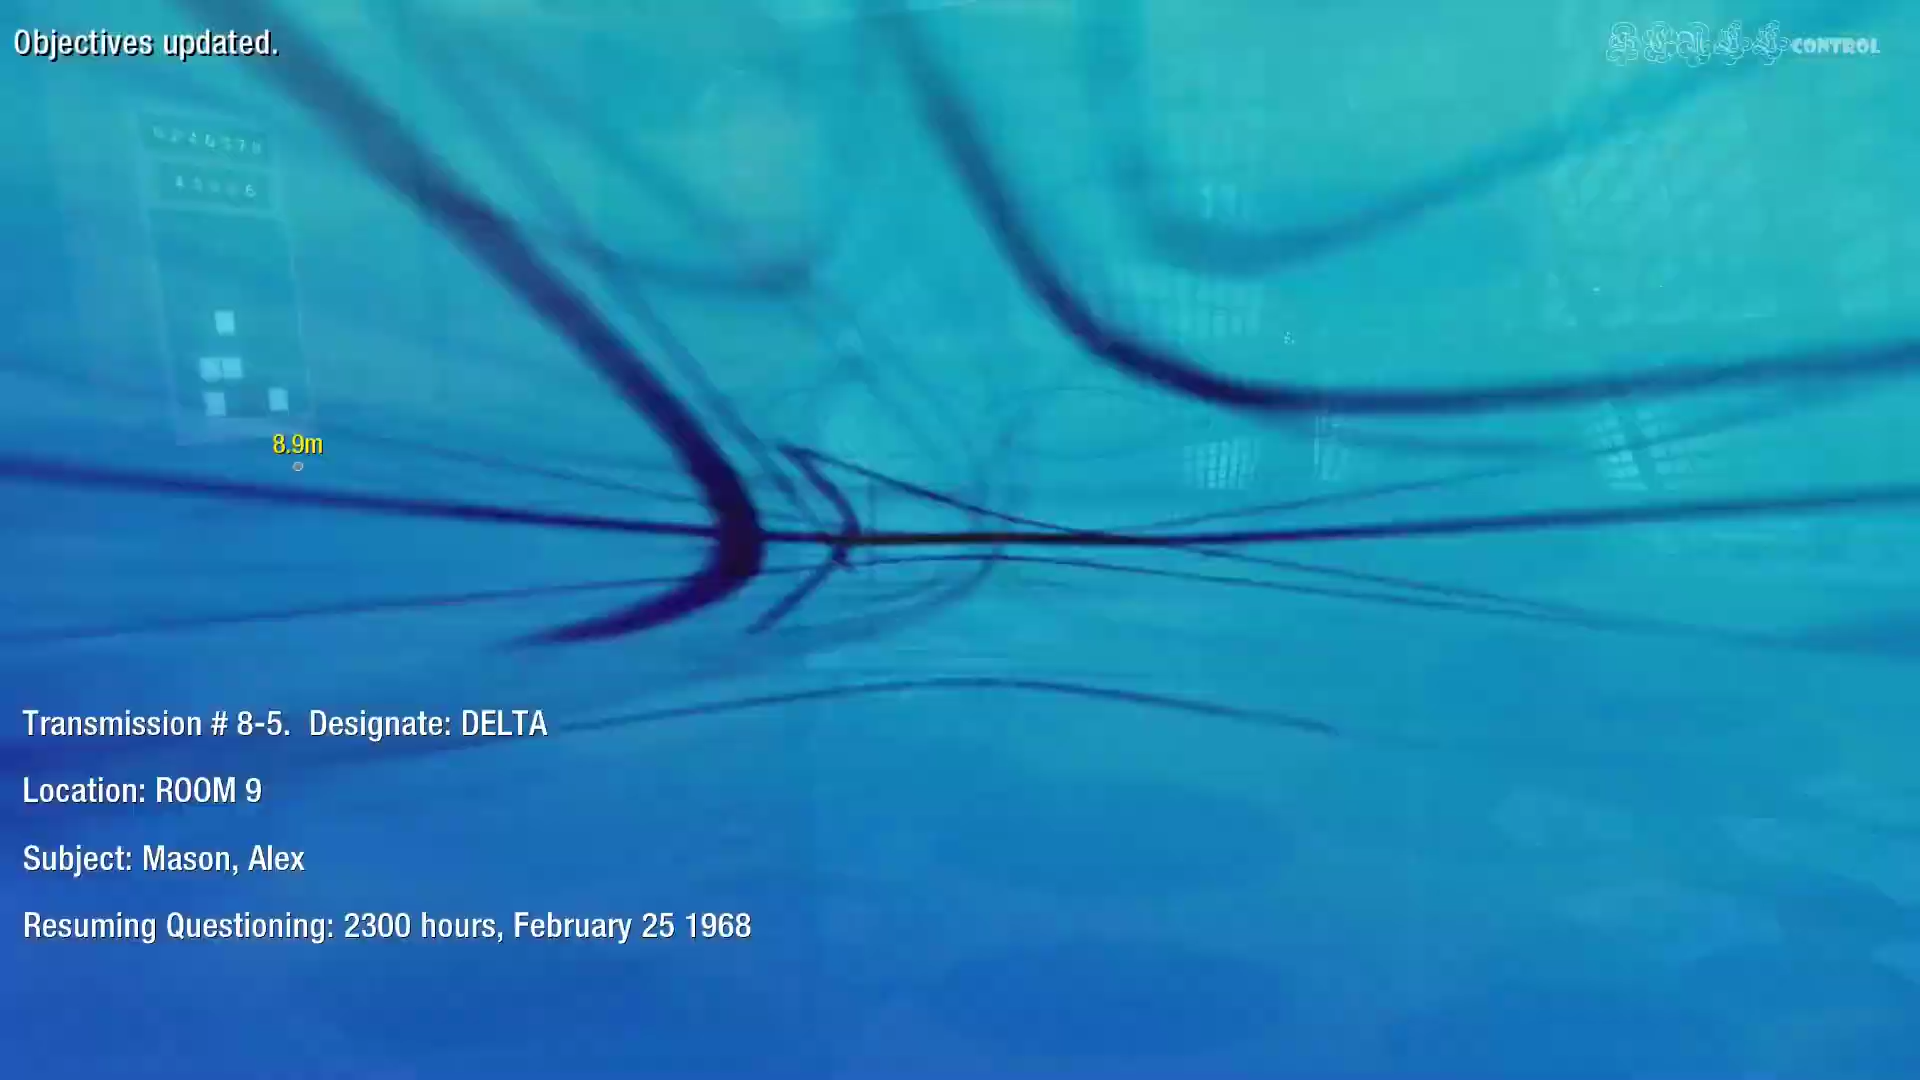 Objectives updated.
CONTROL
8.9m
Transmission # 8-5. Designate: DELTA
Location: ROOM 9
Subject: Mason, Alex
Resuming Questioning: 2300 hours, February 25 1968